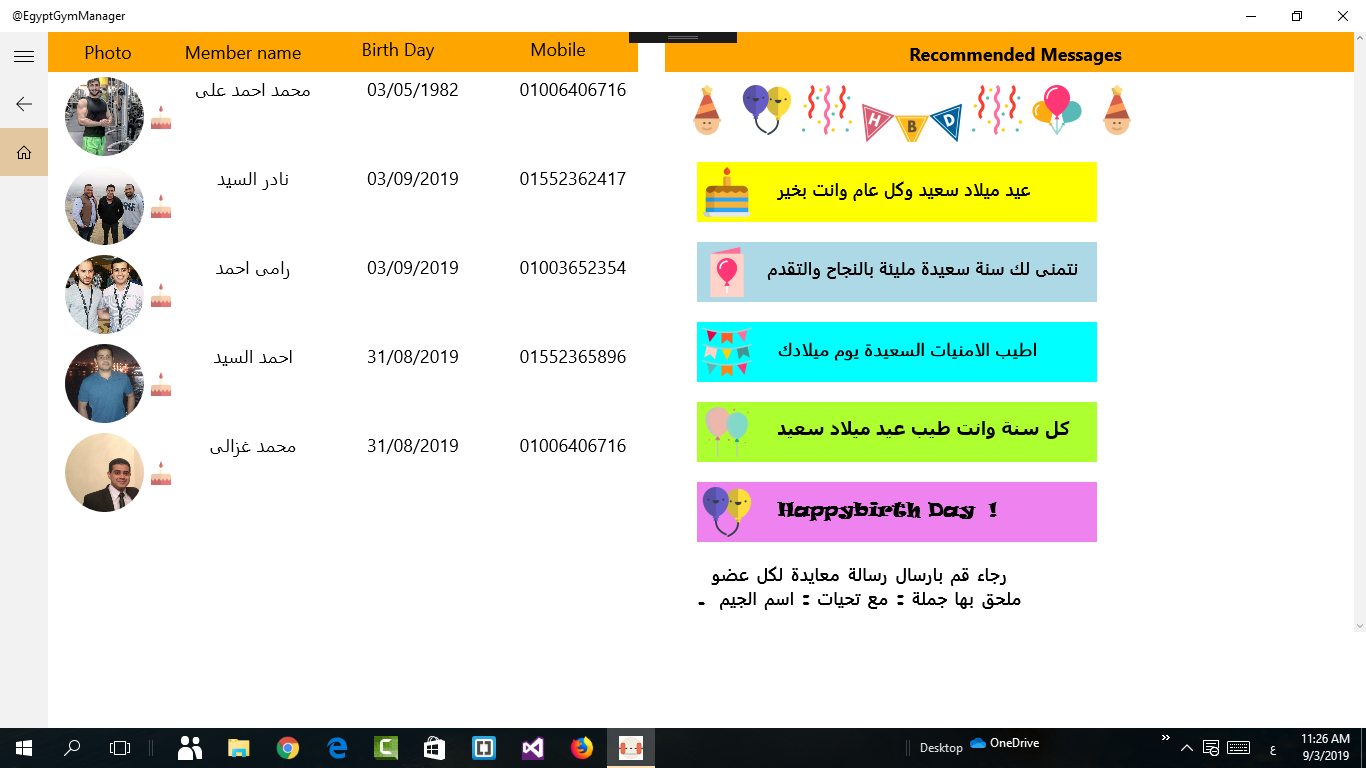 @EgyptGymManager
Photo Member name Birth Day Mobile
محمد احمد على 03/05/1982 01006406716
نادر السيد 03/09/2019 01552362417
رامى احمد 03/09/2019 01003652354
احمد السيد 31/08/2019 01552365896
محمد غزالى 31/08/2019 01006406716
Recommended Messages
HBD
عيد ميلاد سعيد وكل عام وانت بخير
نتمنى لك سنة سعيدة مليئة بالنجاح والتقدم
اطيب الامنيات السعيدة يوم ميلادك
كل سنة وانت طيب عيد ميلاد سعيد
Happybirth Day !
رجاء قم بارسال رسالة معايدة لكل عضو
ملحق بها جملة : مع تحيات : اسم الجيم .
Desktop OneDrive ع 11:26 AM
9/3/2019